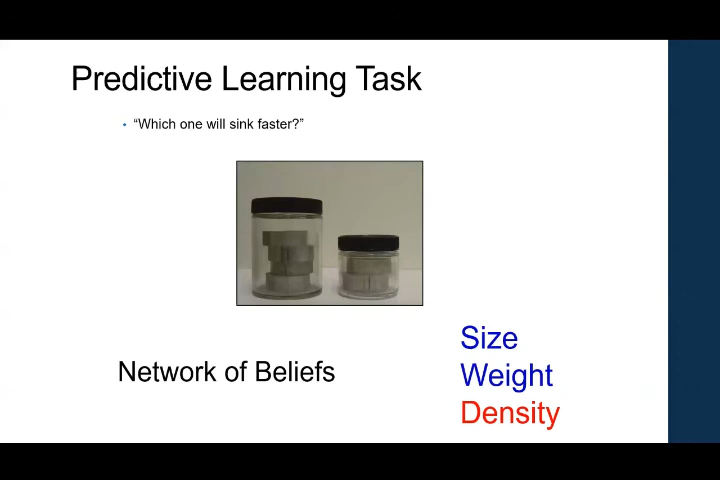 Predictive Learning Task
• “Which one will sink faster?”
Size
Network of Beliefs
Weight
Density